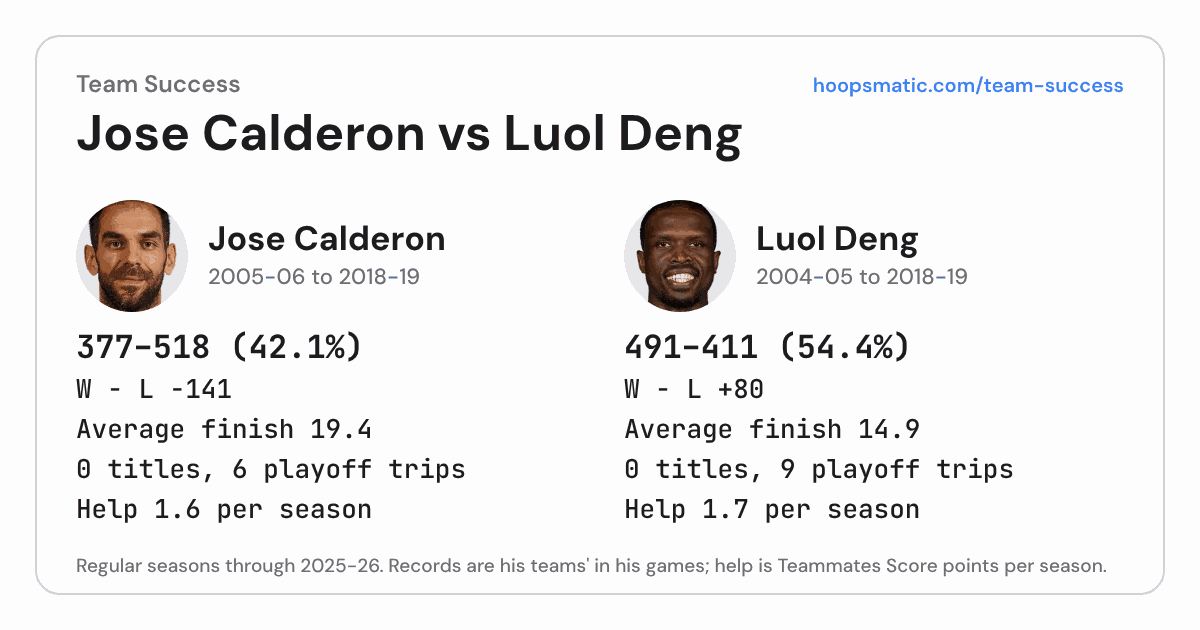 Team Success
hoopsmatic.com/team-success
Jose Calderon vs Luol Deng
Jose Calderon
2005-06 to 2018-19
377-518 (42.1%)
W - L -141
Average finish 19.4
0 titles, 6 playoff trips
Help 1.6 per season
Luol Deng
2004-05 to 2018-19
491-411 (54.4%)
W - L +80
Average finish 14.9
0 titles, 9 playoff trips
Help 1.7 per season
Regular seasons through 2025-26. Records are his teams' in his games; help is Teammates Score points per season.